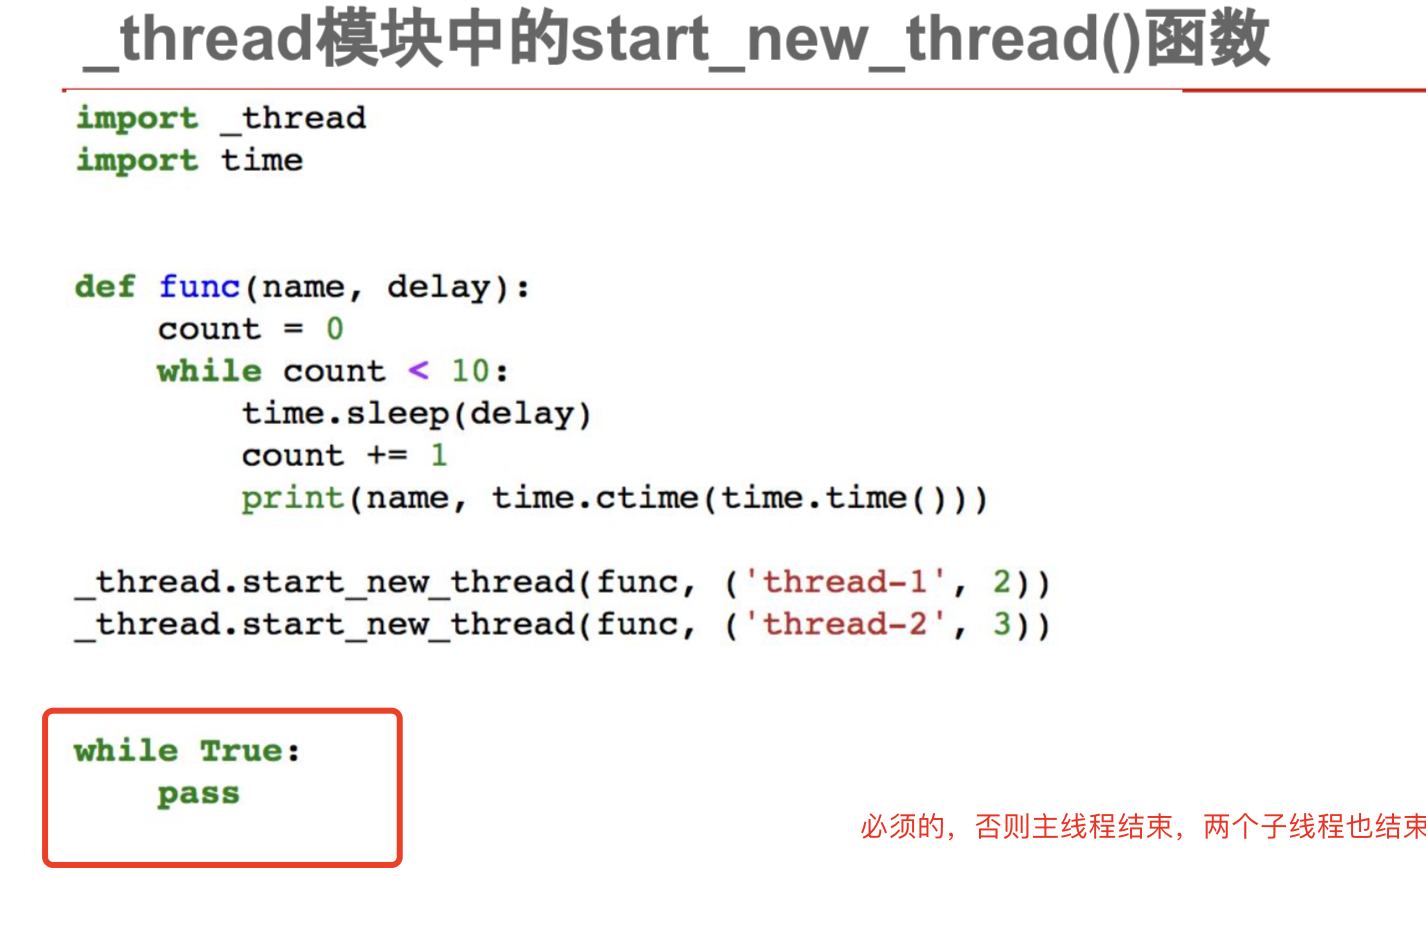 _thread模块中的start_new_thread()函数
import _thread
import time
def func(name, delay):
    count = 0
    while count < 10:
        time.sleep(delay)
        count += 1
        print(name, time.ctime(time.time()))
_thread.start_new_thread(func, ('thread-1', 2))
_thread.start_new_thread(func, ('thread-2', 3))
while True:
    pass
必须的，否则主线程结束，两个子线程也结束